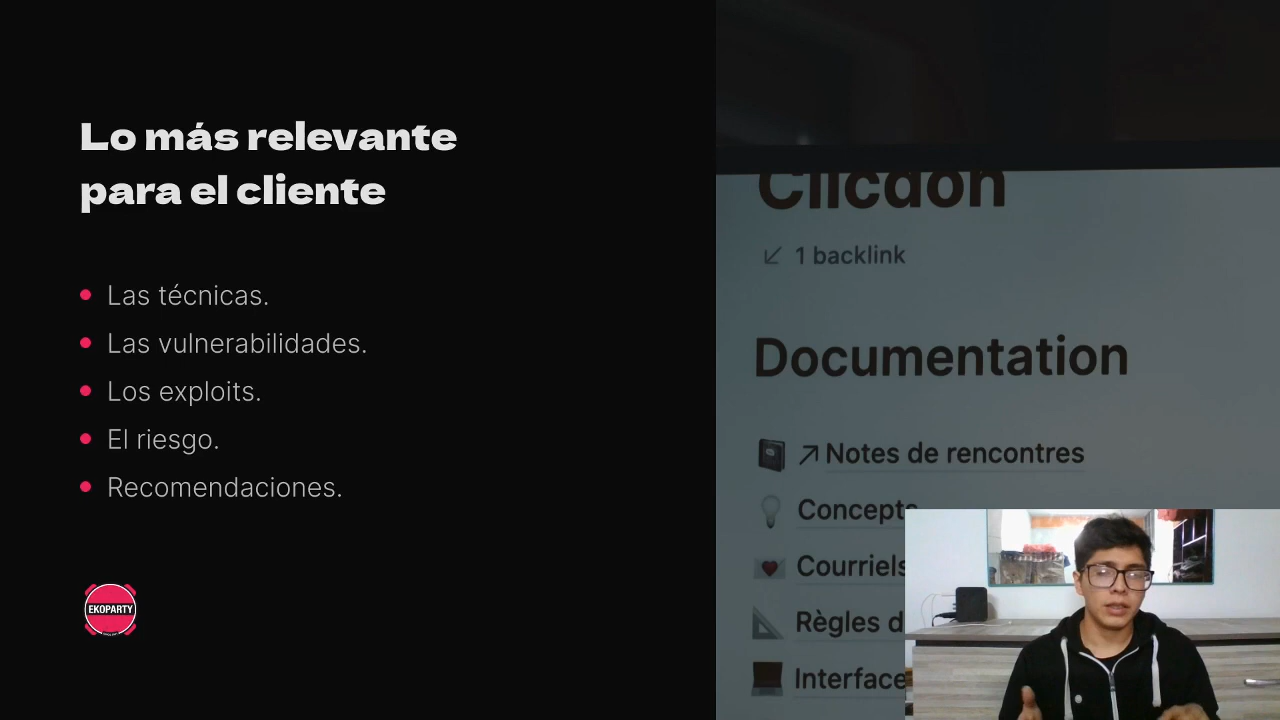 Lo más relevante
para el cliente
Las técnicas.
Las vulnerabilidades.
Los exploits.
El riesgo.
Recomendaciones.
EKOPARTY
Clicdon
1 backlink
Documentation
Notes de rencontres
Concepts
Courriels
Règles d
Interface